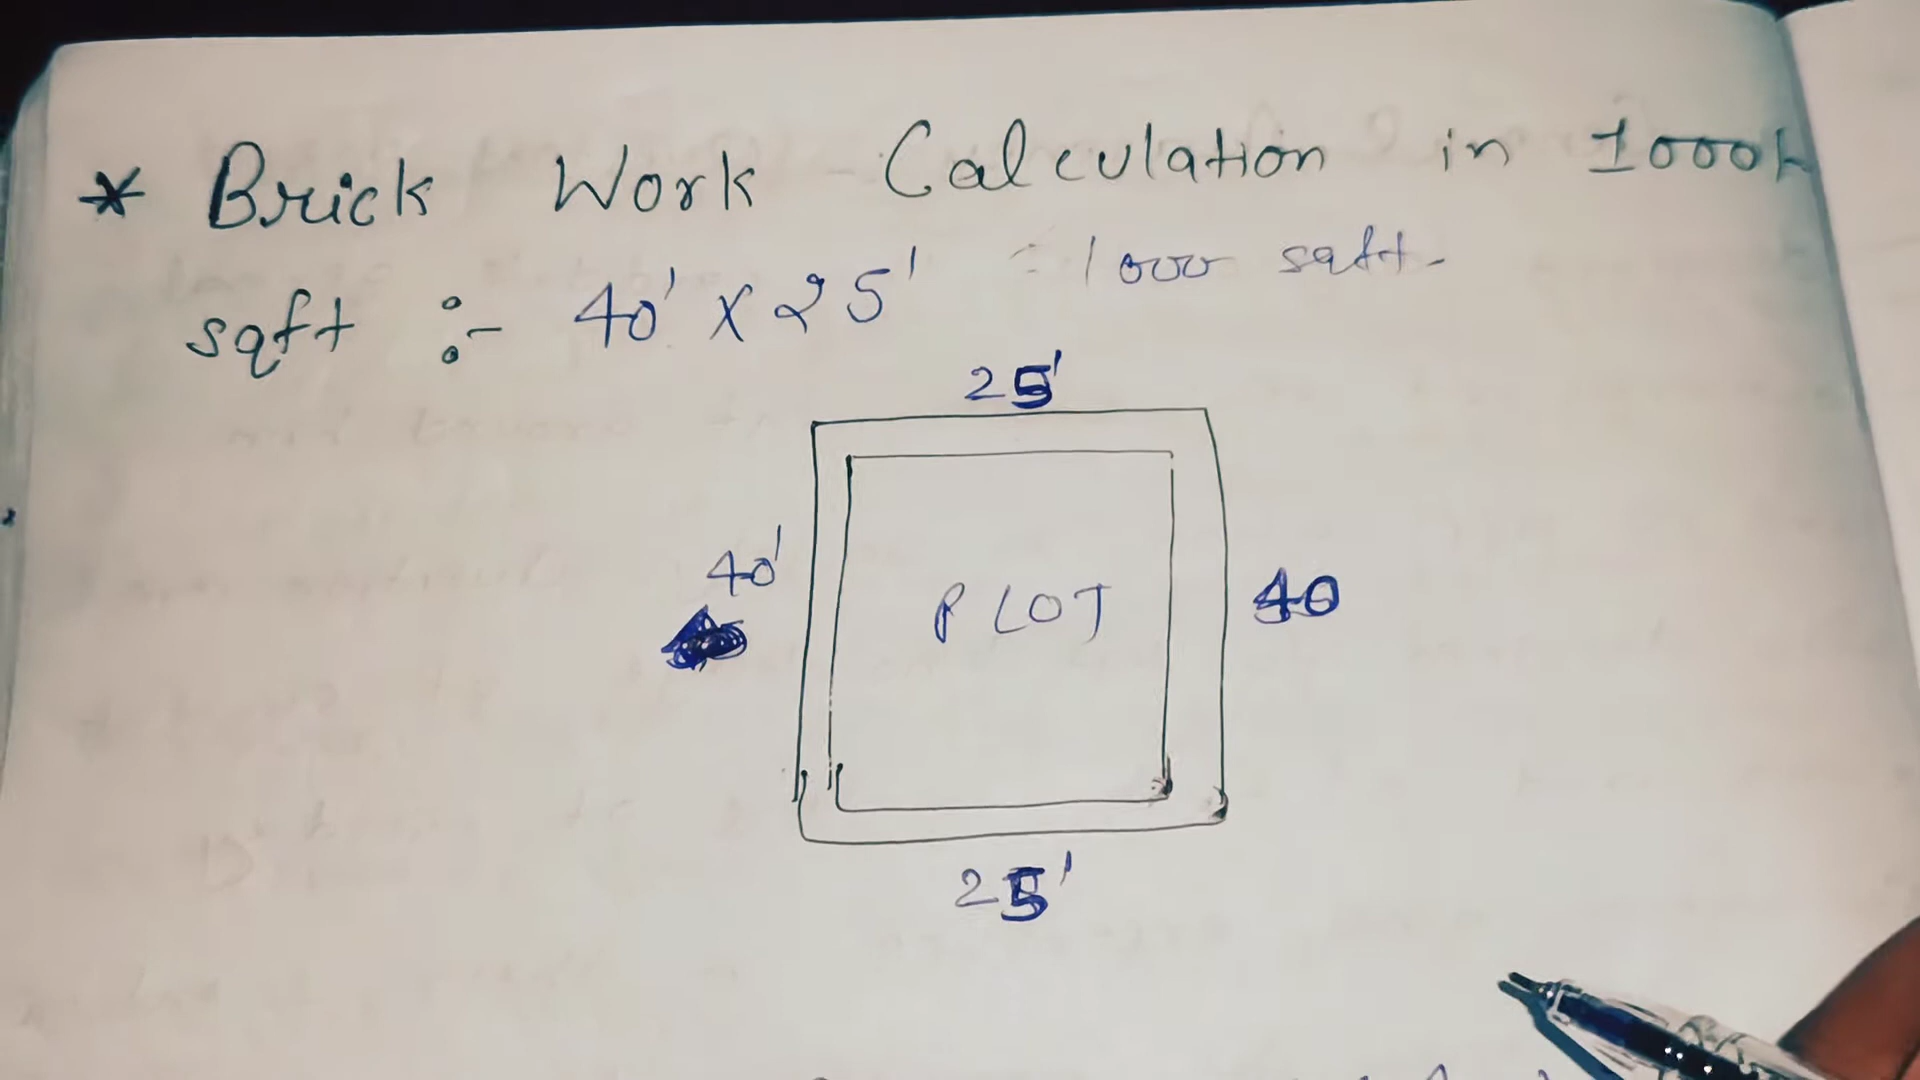 * Brick Work Calculation in 1000
sqft :- 40' x 25' = 1000 sqft.
25'
40'
PLOT
40
25'